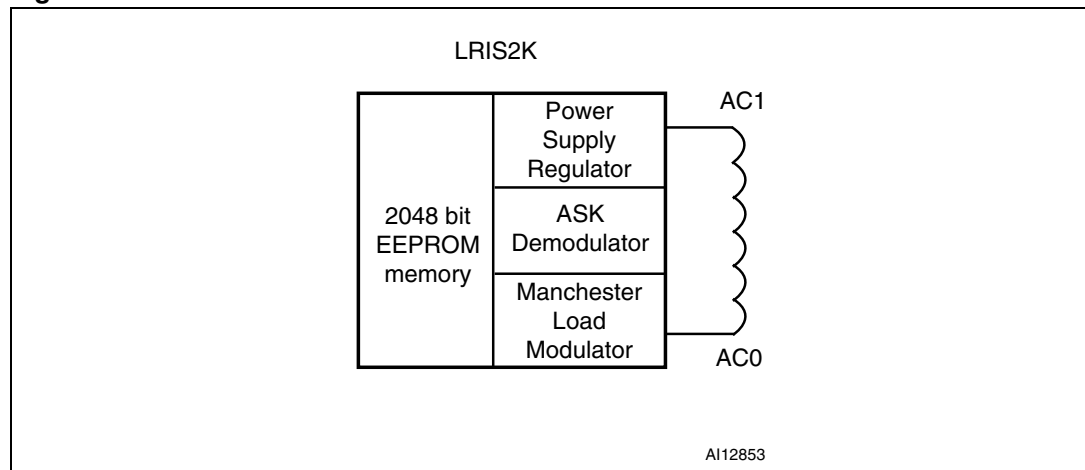 LRIS2K
AC1
Power
Supply
Regulator
2048 bit
EEPROM
memory
ASK
Demodulator
Manchester
Load
Modulator
AC0
AI12853